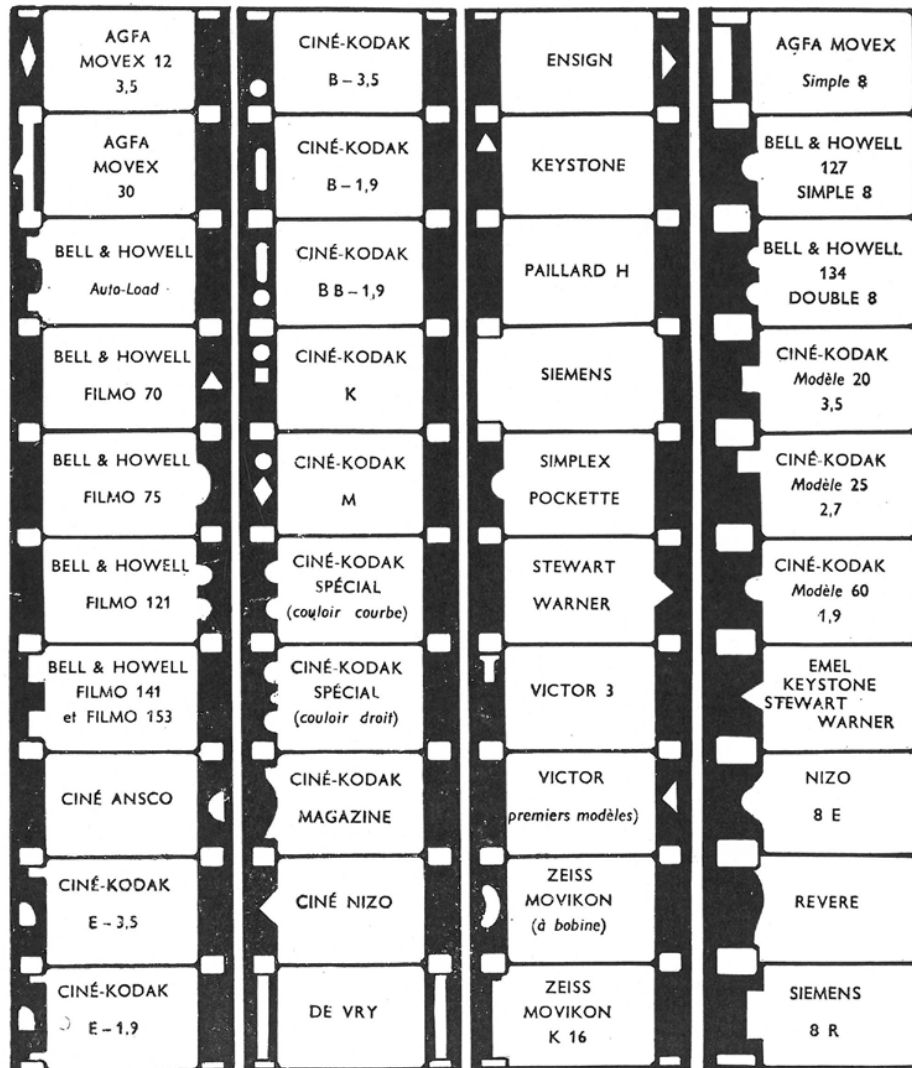 AGFA
MOVEX 12
3,5
AGFA
MOVEX
30
BELL & HOWELL
Auto-Load
BELL & HOWELL
FILMO 70
BELL & HOWELL
FILMO 75
BELL & HOWELL
FILMO 121
BELL & HOWELL
FILMO 141
et FILMO 153
CINÉ ANSCO
CINÉ-KODAK
E-3,5
CINÉ-KODAK
E-1,9
CINÉ-KODAK
B-3,5
CINÉ-KODAK
B-1,9
CINÉ-KODAK
BB-1,9
CINÉ-KODAK
K
CINÉ-KODAK
M
CINÉ-KODAK
SPÉCIAL
(couloir courbe)
CINÉ-KODAK
SPÉCIAL
(couloir droit)
CINÉ-KODAK
MAGAZINE
CINÉ NIZO
DE VRY
ENSIGN
KEYSTONE
PAILLARD H
SIEMENS
SIMPLEX
POCKETTE
STEWART
WARNER
VICTOR 3
VICTOR
premiers modèles)
ZEISS
MOVIKON
(à bobine)
ZEISS
MOVIKON
K 16
AGFA MOVEX
Simple 8
BELL & HOWELL
127
SIMPLE 8
BELL & HOWELL
134
DOUBLE 8
CINÉ-KODAK
Modèle 20
3,5
CINÉ-KODAK
Modèle 25
2,7
CINÉ-KODAK
Modèle 60
1,9
EMEL
KEYSTONE
STEWART
WARNER
NIZO
8 E
REVERE
SIEMENS
8 R